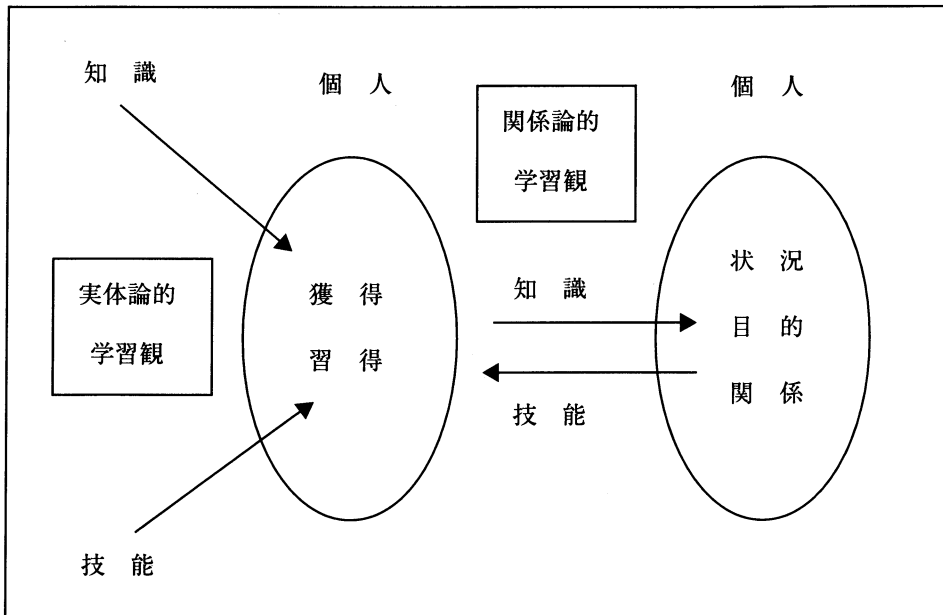 知 識
個 人
個 人
関係論的
学習観
実体論的
学習観
獲 得
習 得
知 識
技 能
状 況
目 的
関 係
技 能